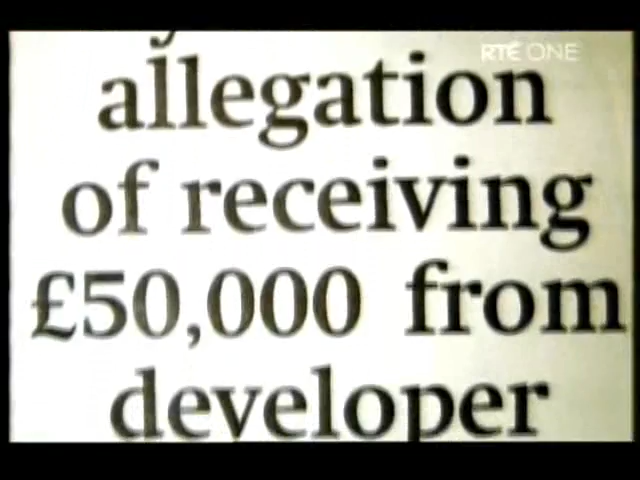 RTÉ ONE
allegation
of receiving
£50,000 from
developer